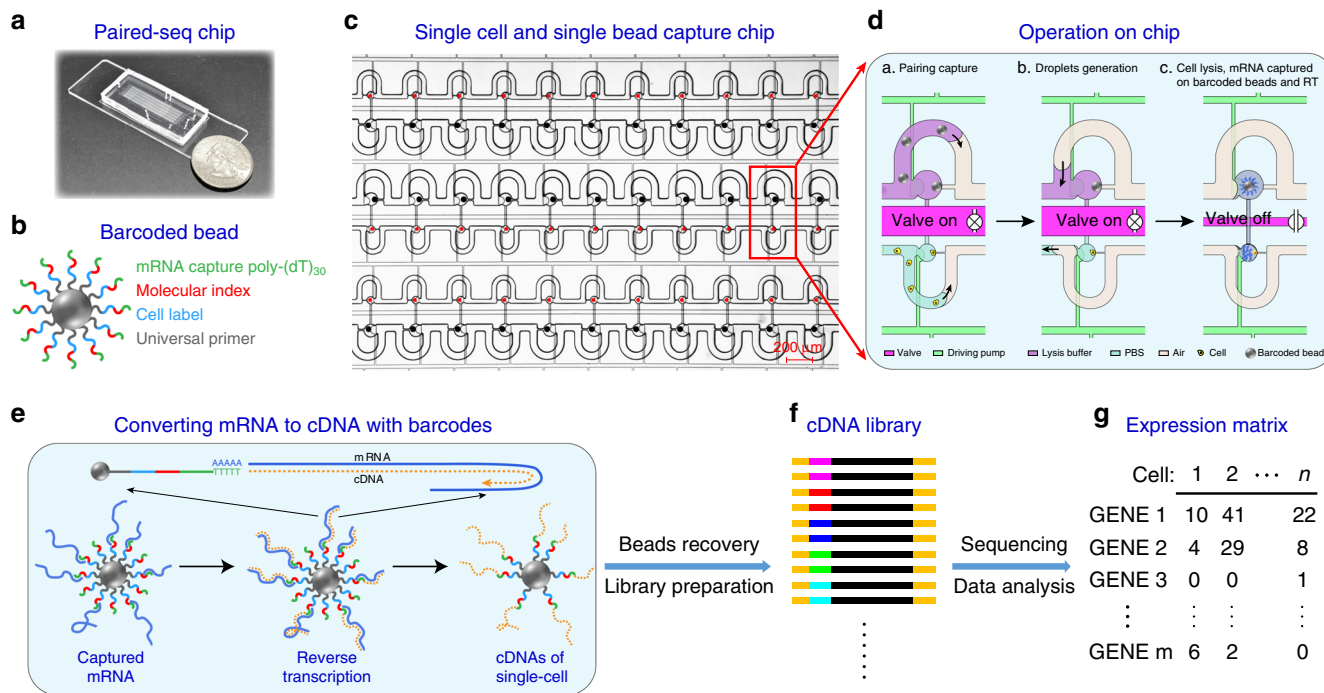 a
Paired-seq chip
b
Barcoded bead
mRNA capture poly-(dT)30
Molecular index
Cell label
Universal primer
c
Single cell and single bead capture chip
200 µm
d
Operation on chip
a. Pairing capture
b. Droplets generation
c. Cell lysis, mRNA captured
on barcoded beads and RT
Valve on
Valve on
Valve off
Valve
Driving pump
Lysis buffer
PBS
Air
Cell
Barcoded bead
e
Converting mRNA to cDNA with barcodes
AAAAA
TTTTT
mRNA
cDNA
Captured
mRNA
Reverse
transcription
cDNAs of
single-cell
Beads recovery
Library preparation
f
cDNA library
Sequencing
Data analysis
g
Expression matrix
Cell: 1 2 ··· n
GENE 1 10 41 22
GENE 2 4 29 8
GENE 3 0 0 1
GENE m 6 2 0